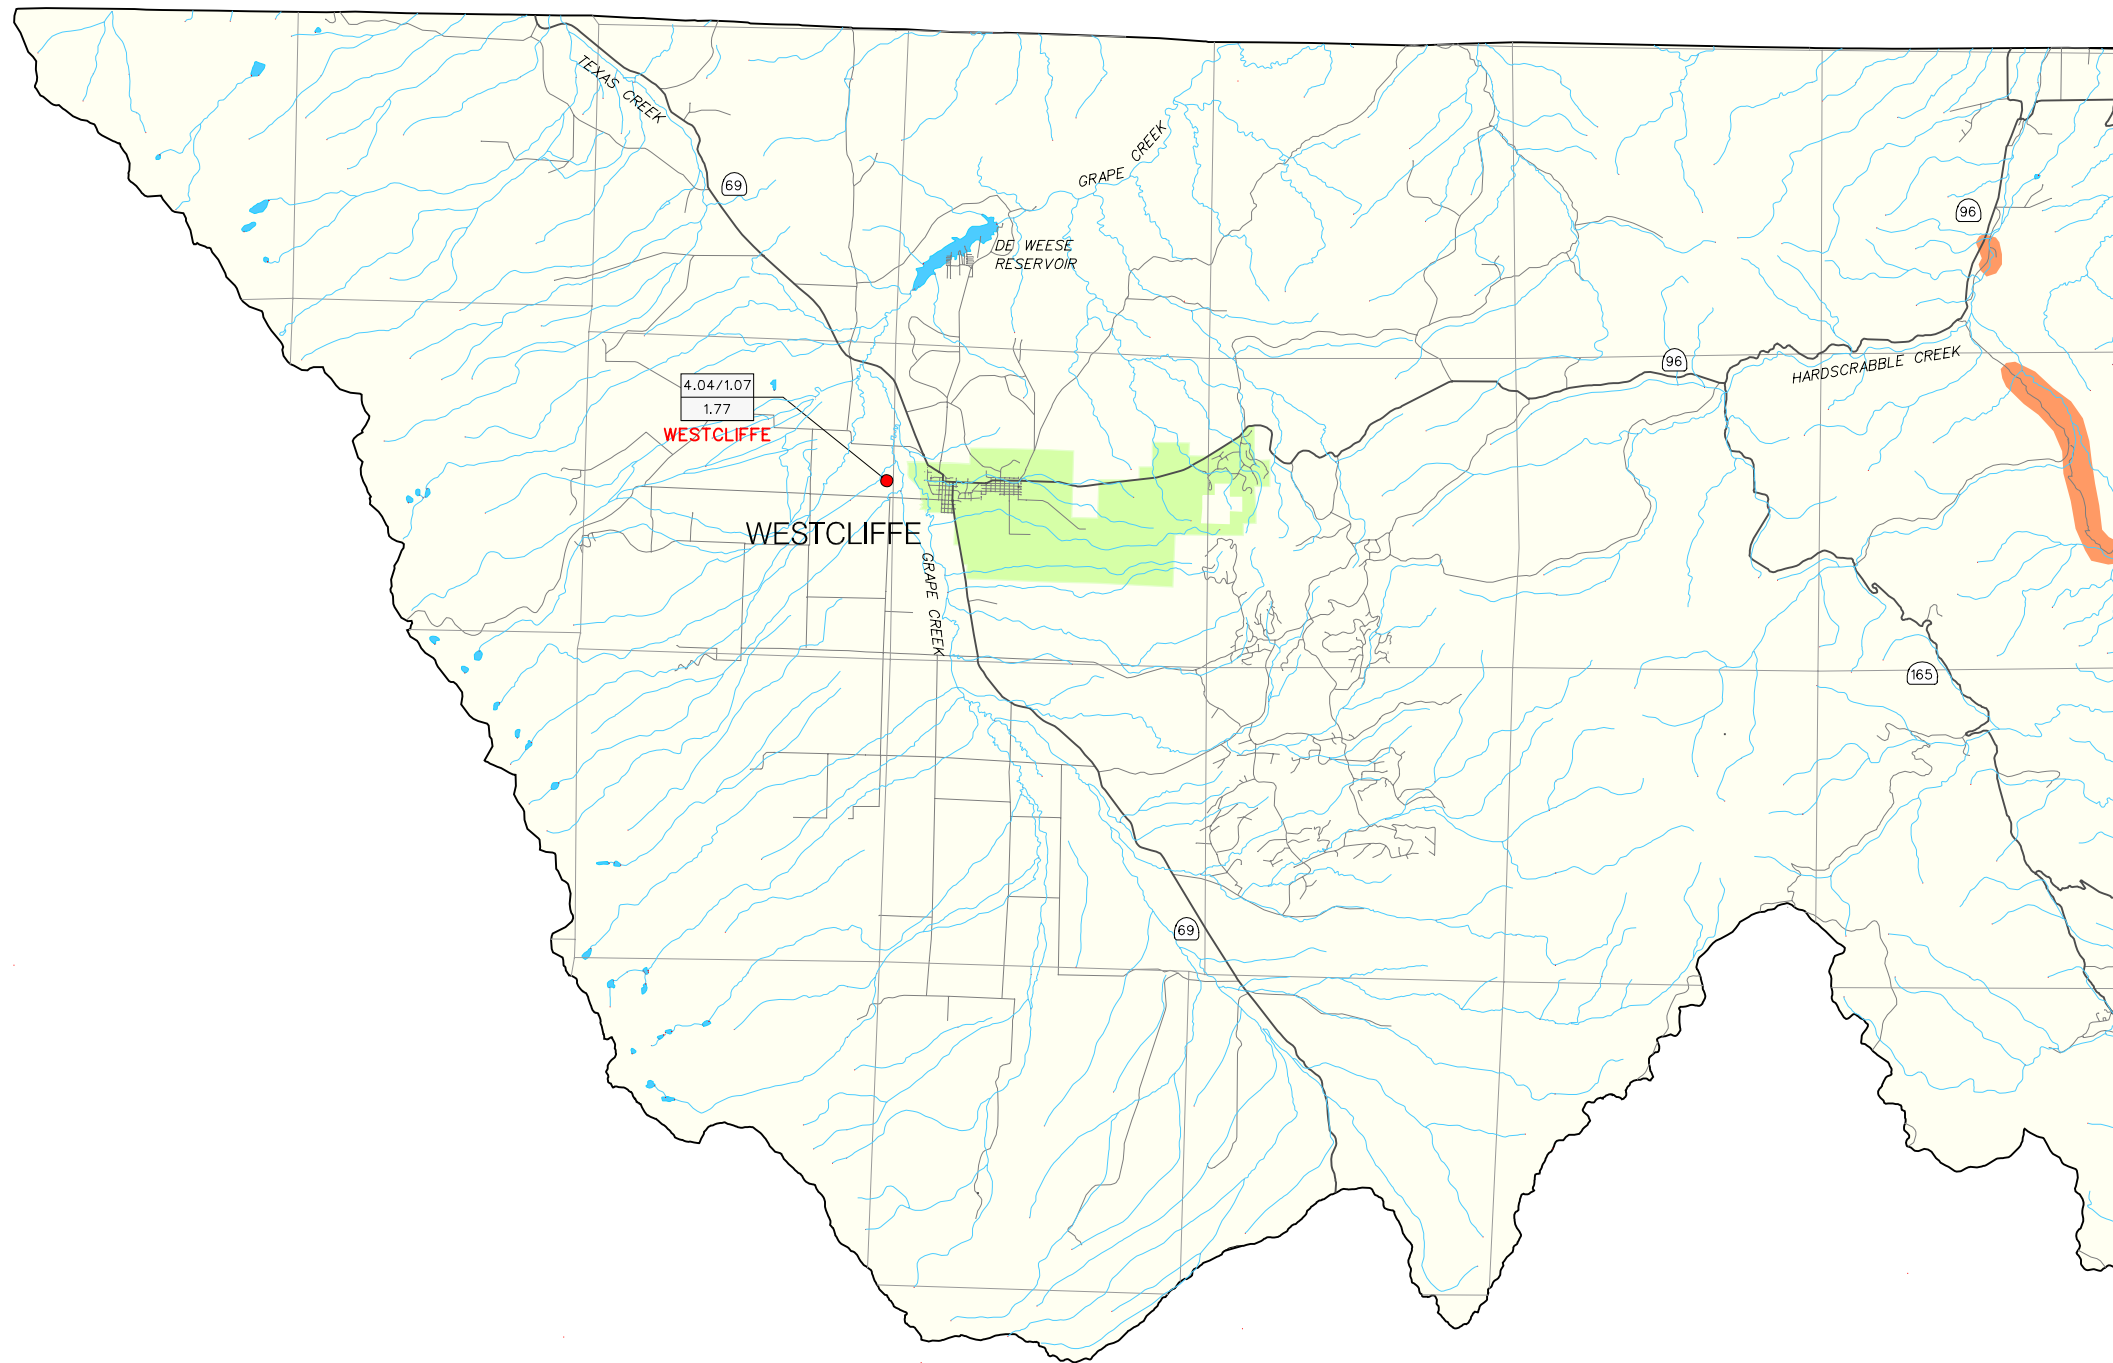 TEXAS CREEK
GRAPE CREEK
69
96
DE WEESE
RESERVOIR
96
HARDSCRABBLE CREEK
4.04/1.07
1.77
WESTCLIFFE
WESTCLIFFE
GRAPE CREEK
165
69